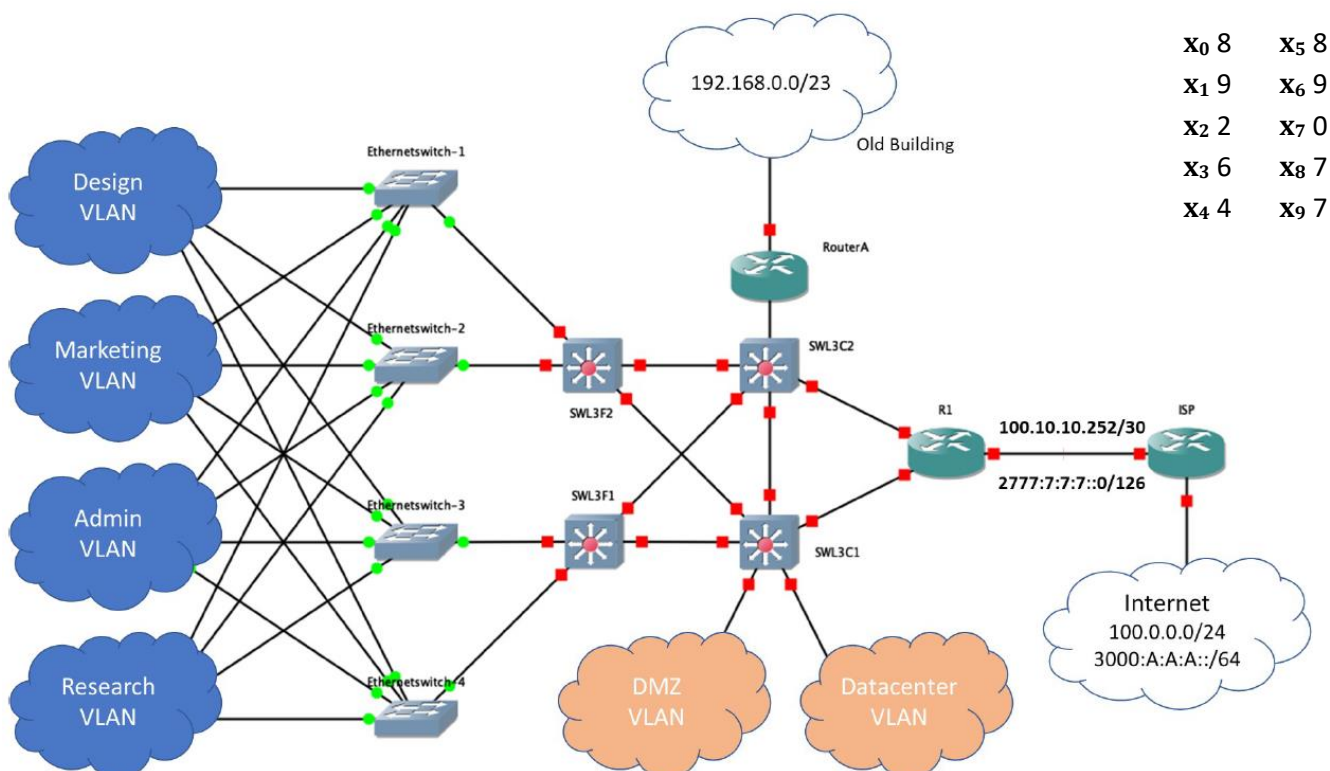 x₀ 8 x₅ 8
x₁ 9 x₆ 9
x₂ 2 x₇ 0
x₃ 6 x₈ 7
x₄ 4 x₉ 7
192.168.0.0/23
Old Building
Ethernetswitch-1
Design
VLAN
RouterA
Ethernetswitch-2
Marketing
VLAN
SWL3C2
SWL3F2
R1
ISP
100.10.10.252/30
2777:7:7:7::0/126
Ethernetswitch-3
SWL3F1
Admin
VLAN
SWL3C1
Internet
100.0.0.0/24
3000:A:A:A::/64
Research
VLAN
Ethernetswitch-4
DMZ
VLAN
Datacenter
VLAN